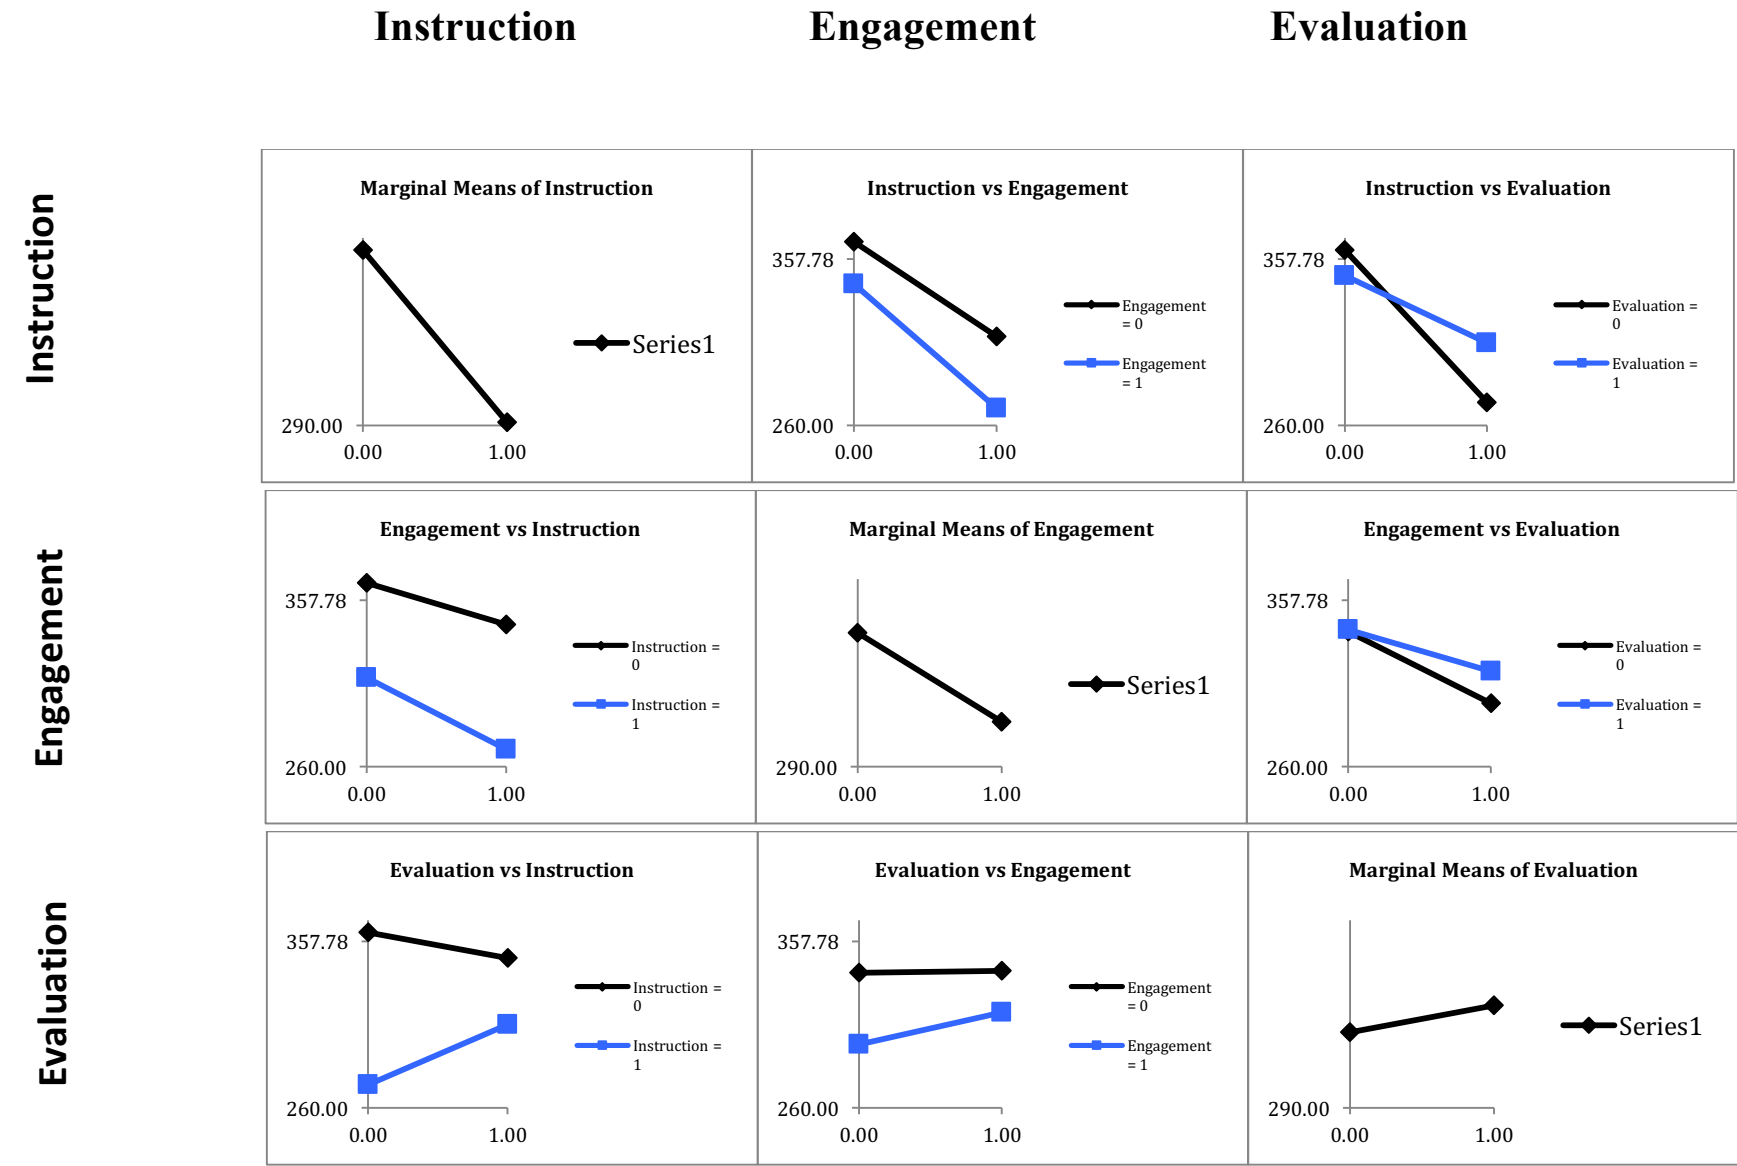 Instruction Engagement Evaluation
Instruction
Marginal Means of Instruction
290.00
0.00 1.00
Series1
Instruction vs Engagement
357.78
260.00
0.00 1.00
Engagement
= 0
Engagement
= 1
Instruction vs Evaluation
357.78
260.00
0.00 1.00
Evaluation =
0
Evaluation =
1
Engagement
Engagement vs Instruction
357.78
260.00
0.00 1.00
Instruction =
0
Instruction =
1
Marginal Means of Engagement
290.00
0.00 1.00
Series1
Engagement vs Evaluation
357.78
260.00
0.00 1.00
Evaluation =
0
Evaluation =
1
Evaluation
Evaluation vs Instruction
357.78
260.00
0.00 1.00
Instruction =
0
Instruction =
1
Evaluation vs Engagement
357.78
260.00
0.00 1.00
Engagement
= 0
Engagement
= 1
Marginal Means of Evaluation
290.00
0.00 1.00
Series1